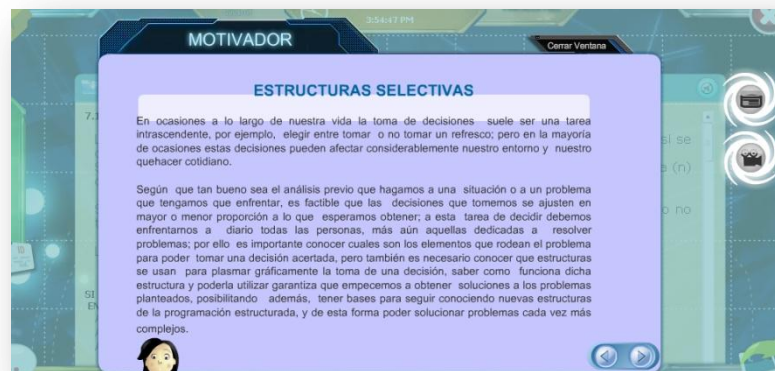 3:54:47 PM
MOTIVADOR
Cerrar Ventana
ESTRUCTURAS SELECTIVAS
En ocasiones a lo largo de nuestra vida la toma de decisiones suele ser una tarea
intrascendente, por ejemplo, elegir entre tomar o no tomar un refresco; pero en la mayoría
de ocasiones estas decisiones pueden afectar considerablemente nuestro entorno y nuestro
quehacer cotidiano.
Según que tan bueno sea el análisis previo que hagamos a una situación o a un problema
que tengamos que enfrentar, es factible que las decisiones que tomemos se ajusten en
mayor o menor proporción a lo que esperamos obtener; a esta tarea de decidir debemos
enfrentarnos a diario todas las personas, más aún aquellas dedicadas a resolver
problemas; por ello es importante conocer cuales son los elementos que rodean el problema
para poder tomar una decisión acertada, pero también es necesario conocer que estructuras
se usan para plasmar gráficamente la toma de una decisión, saber como funciona dicha
estructura y poderla utilizar garantiza que empecemos a obtener soluciones a los problemas
planteados, posibilitando además, tener bases para seguir conociendo nuevas estructuras
de la programación estructurada, y de esta forma poder solucionar problemas cada vez más
complejos.